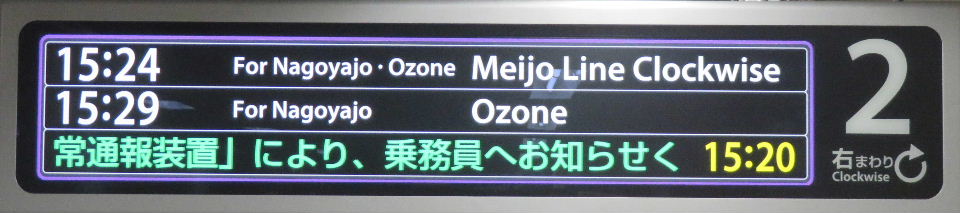 15:24 For Nagoyajo・Ozone Meijo Line Clockwise
15:29 For Nagoyajo Ozone
常通報装置」により、乗務員へお知らせく 15:20
2
右まわり
Clockwise